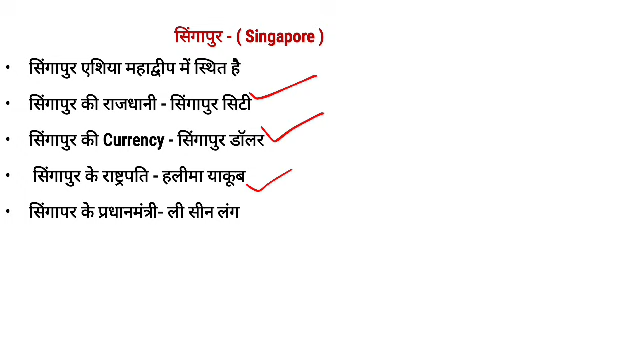 सिंगापुर - ( Singapore )
• सिंगापुर एशिया महाद्वीप में स्थित है
• सिंगापुर की राजधानी - सिंगापुर सिटी
• सिंगापुर की Currency - सिंगापुर डॉलर
• सिंगापुर के राष्ट्रपति - हलीमा याकूब
• सिंगापर के प्रधानमंत्री- ली सीन लंग